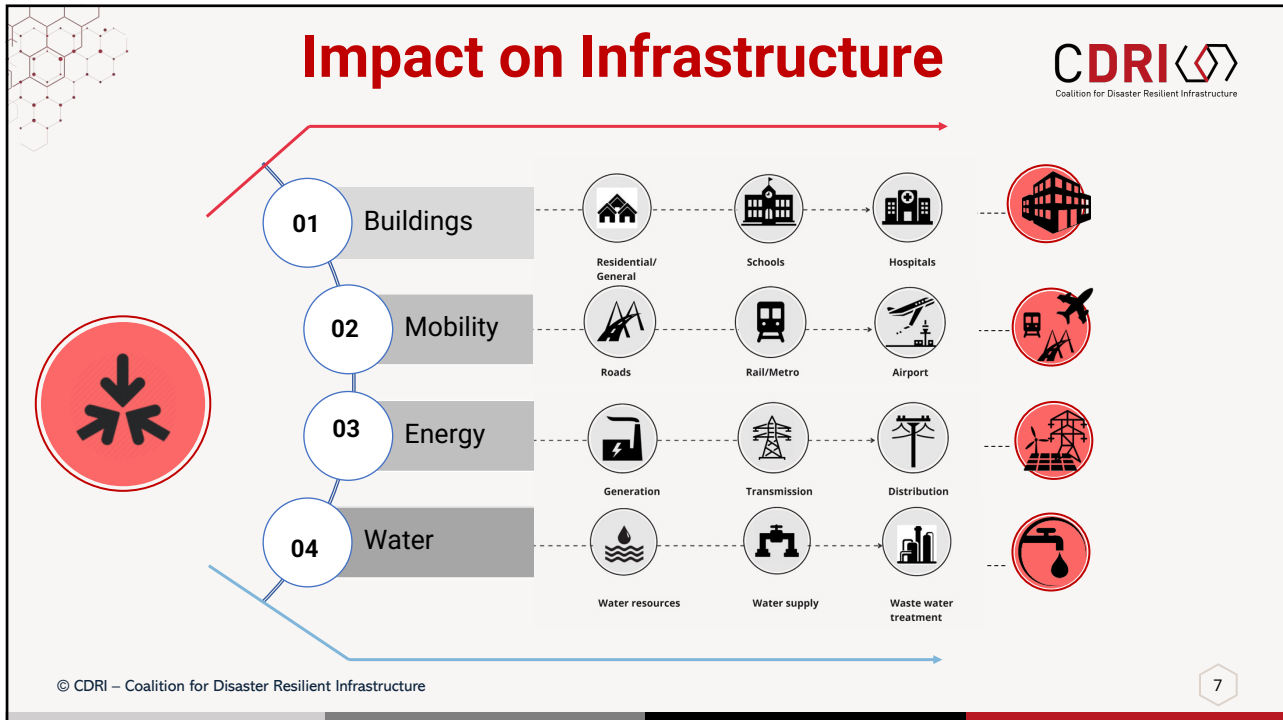 Impact on Infrastructure
CDRI
Coalition for Disaster Resilient Infrastructure
01
Buildings
Residential/
General
Schools
Hospitals
02
Mobility
Roads
Rail/Metro
Airport
03
Energy
Generation
Transmission
Distribution
04
Water
Water resources
Water supply
Waste water
treatment
© CDRI – Coalition for Disaster Resilient Infrastructure
7